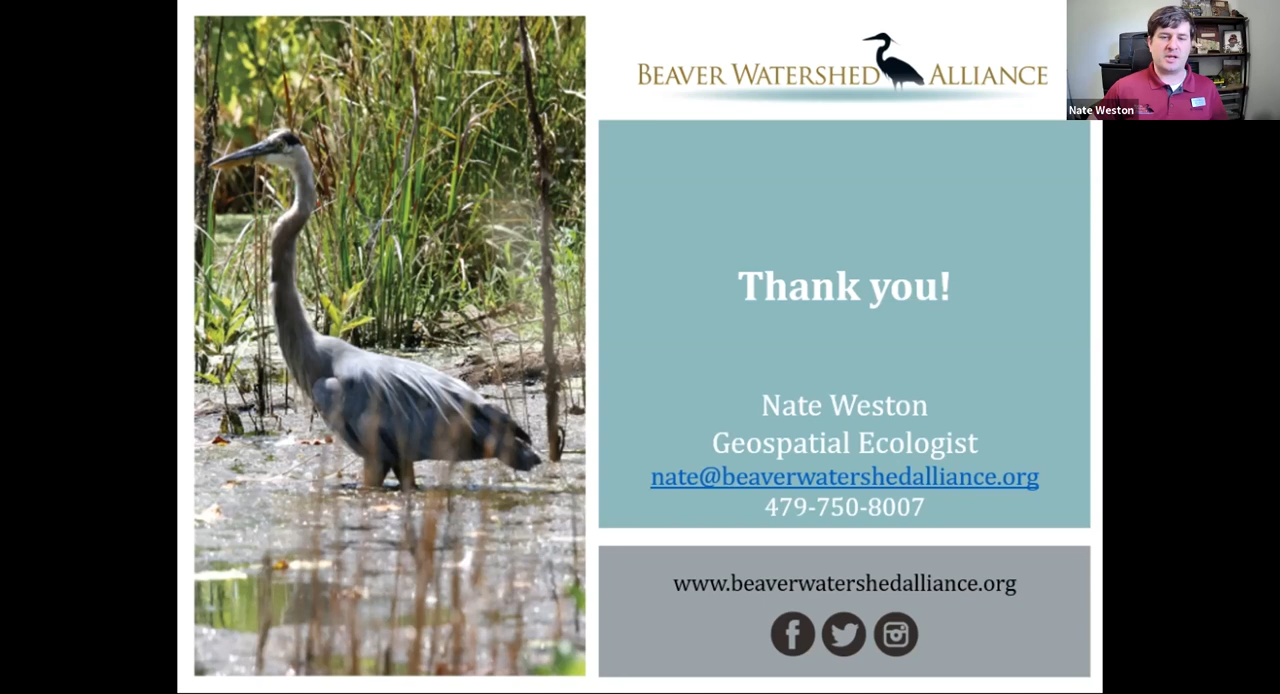 BEAVER WATERSHED ALLIANCE
Nate Weston
Thank you!
Nate Weston
Geospatial Ecologist
nate@beaverwatershedalliance.org
479-750-8007
www.beaverwatershedalliance.org